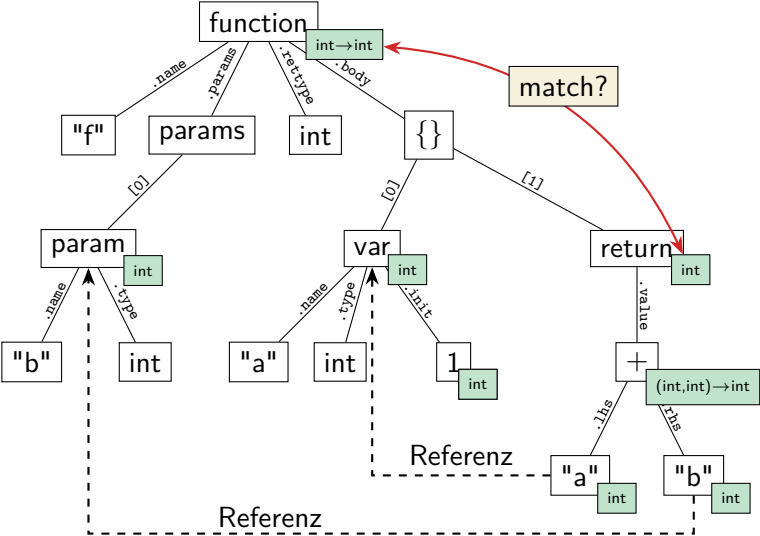 function
int→int
.name
.params
.rettype
.body
match?
"f"
params
int
{}
[0]
[0]
[1]
param
int
var
int
return
int
.name
.type
.name
.type
.init
.value
"b"
int
"a"
int
1
int
+
(int,int)→int
.lhs
.rhs
Referenz
"a"
int
"b"
int
Referenz